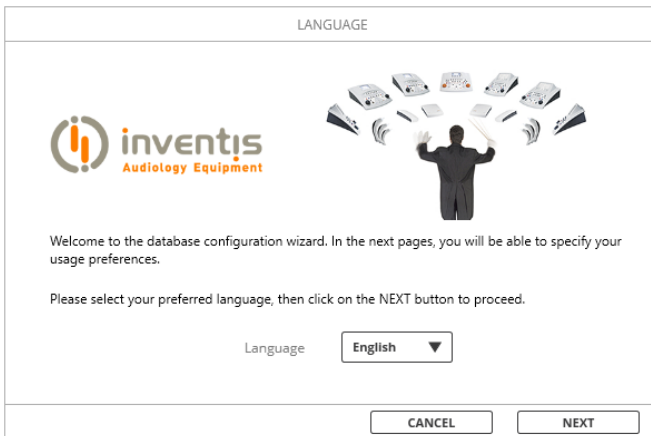 LANGUAGE
inventis
Audiology Equipment
Welcome to the database configuration wizard. In the next pages, you will be able to specify your
usage preferences.
Please select your preferred language, then click on the NEXT button to proceed.
Language
English
CANCEL
NEXT